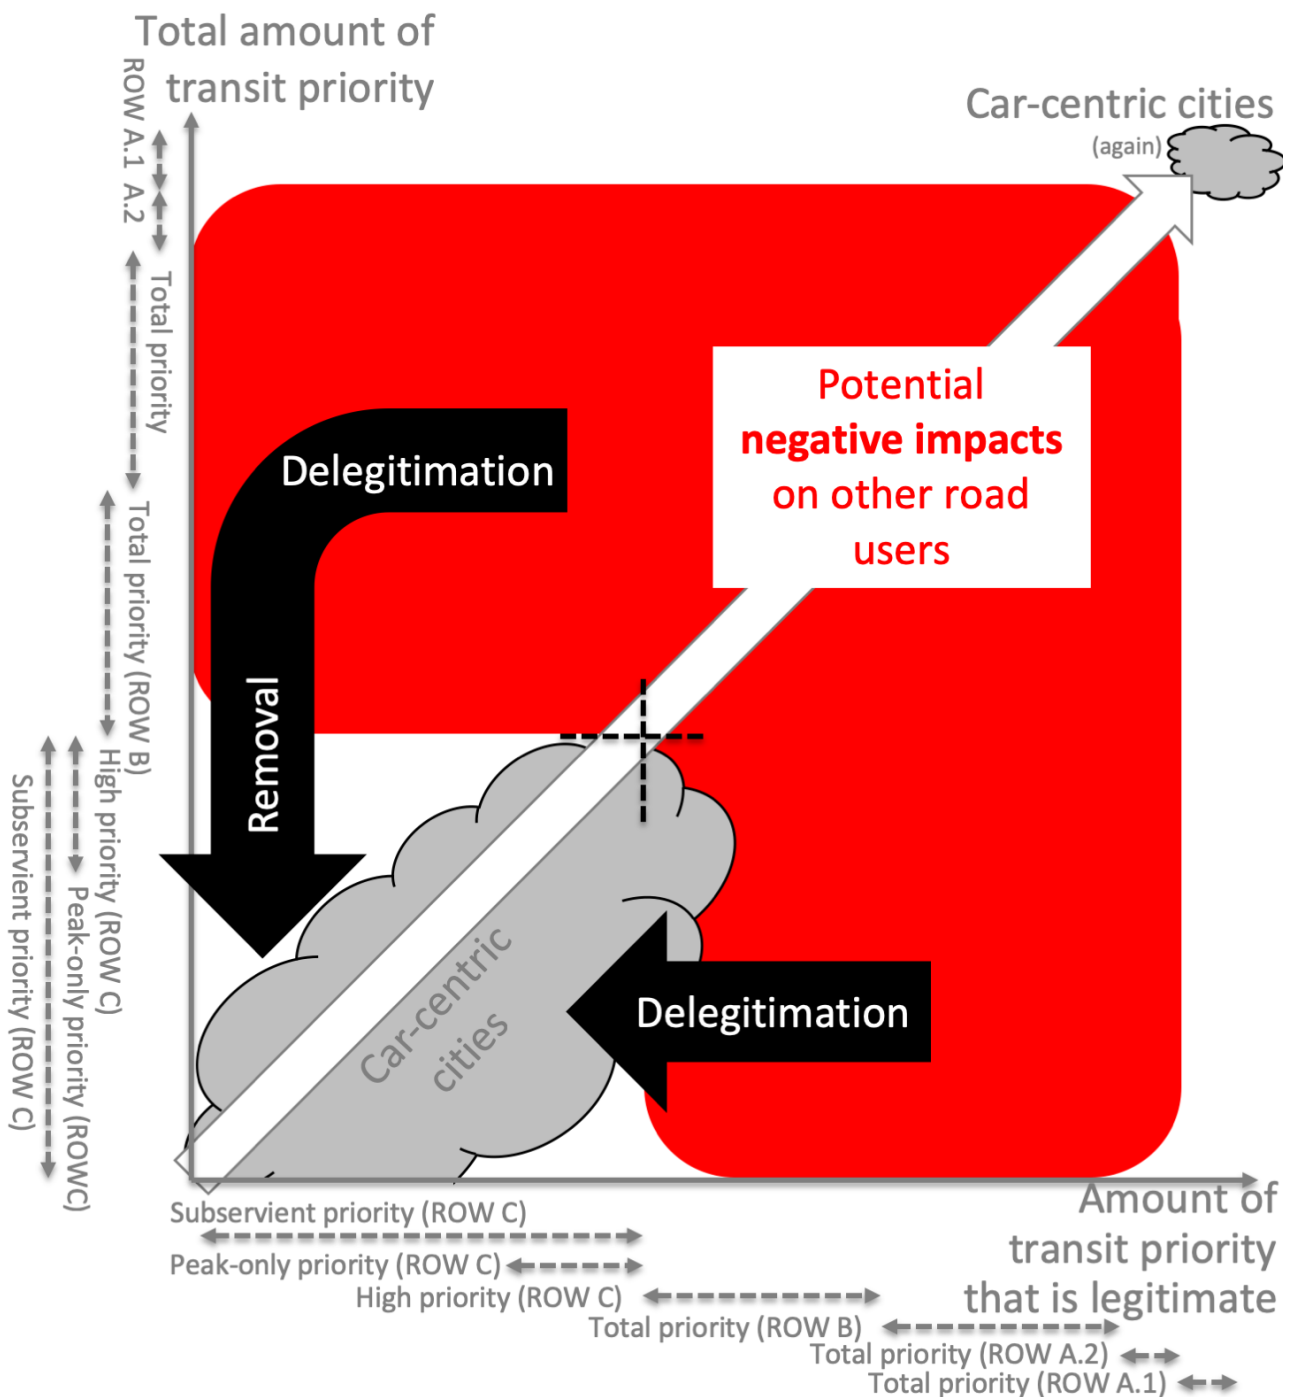 Total amount of
transit priority
Car-centric cities
(again)
ROW A.1
A.2
Total priority
Total priority (ROW B)
High priority (ROW C)
Peak-only priority (ROWC)
Subservient priority (ROW C)
Potential
negative impacts
on other road
users
Delegitimation
Removal
Car-centric
cities
Delegitimation
Amount of
transit priority
that is legitimate
Subservient priority (ROW C)
Peak-only priority (ROW C)
High priority (ROW C)
Total priority (ROW B)
Total priority (ROW A.2)
Total priority (ROW A.1)